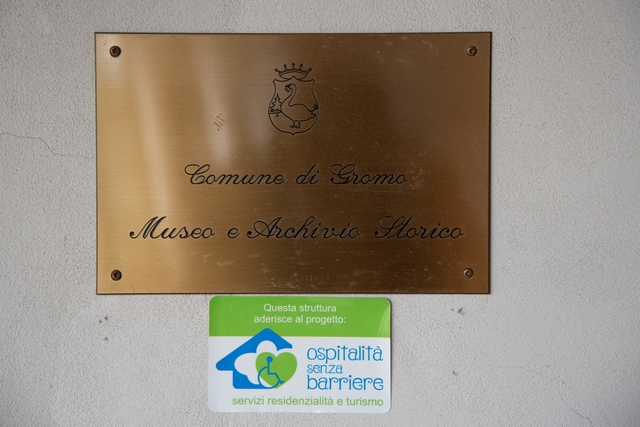 Comune di Gromo
Museo e Archivio Storico
Questa struttura
aderisce al progetto:
ospitalità
senza
barriere
servizi residenzialità e turismo